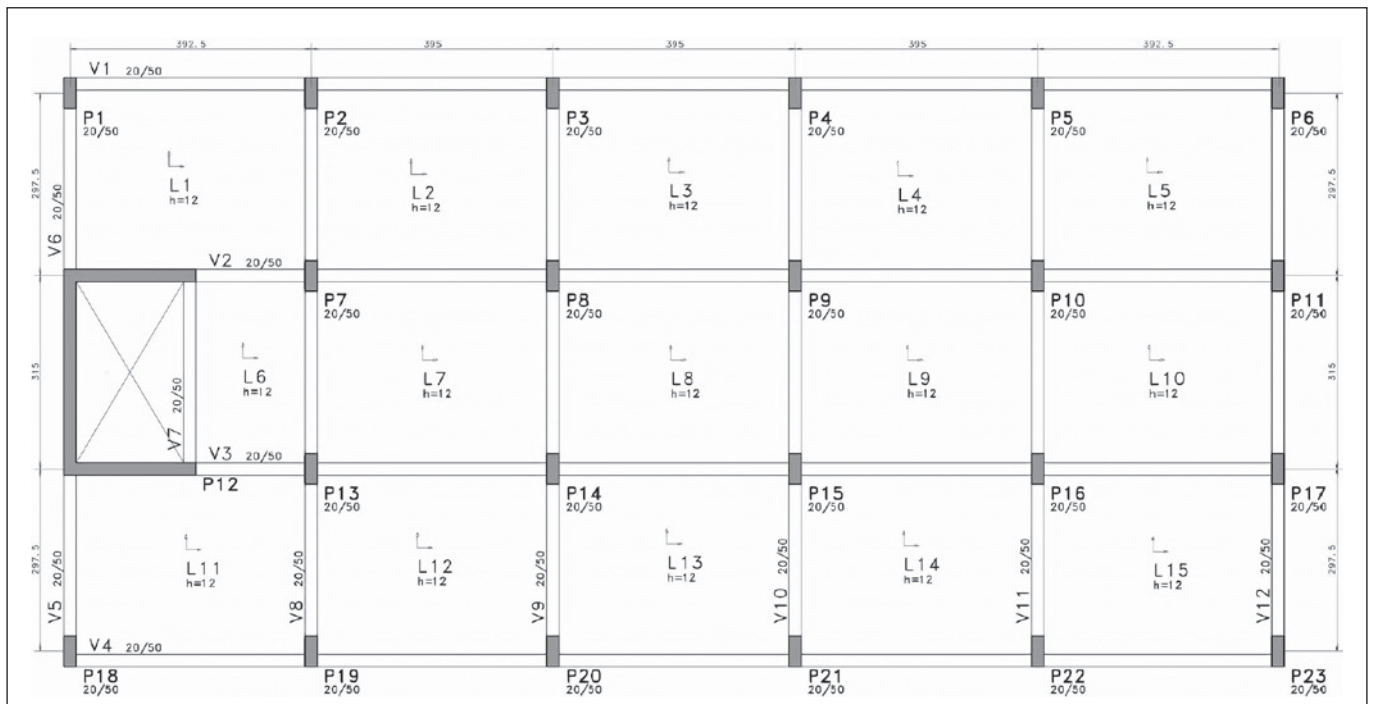 392.5 395 395 395 392.5
V1 20/50
P1 P2 P3 P4 P5 P6
20/50 20/50 20/50 20/50 20/50 20/50
297.5 297.5
L1 L2 L3 L4 L5
h=12 h=12 h=12 h=12 h=12
V6 20/50
V2 20/50
P7 P8 P9 P10 P11
20/50 20/50 20/50 20/50 20/50
315 315
L6 L7 L8 L9 L10
h=12 h=12 h=12 h=12 h=12
V7 20/50
V3 20/50
P12 P13 P14 P15 P16 P17
20/50 20/50 20/50 20/50 20/50
297.5 297.5
L11 L12 L13 L14 L15
h=12 h=12 h=12 h=12 h=12
V5 20/50 V8 20/50 V9 20/50 V10 20/50 V11 20/50 V12 20/50
V4 20/50
P18 P19 P20 P21 P22 P23
20/50 20/50 20/50 20/50 20/50 20/50